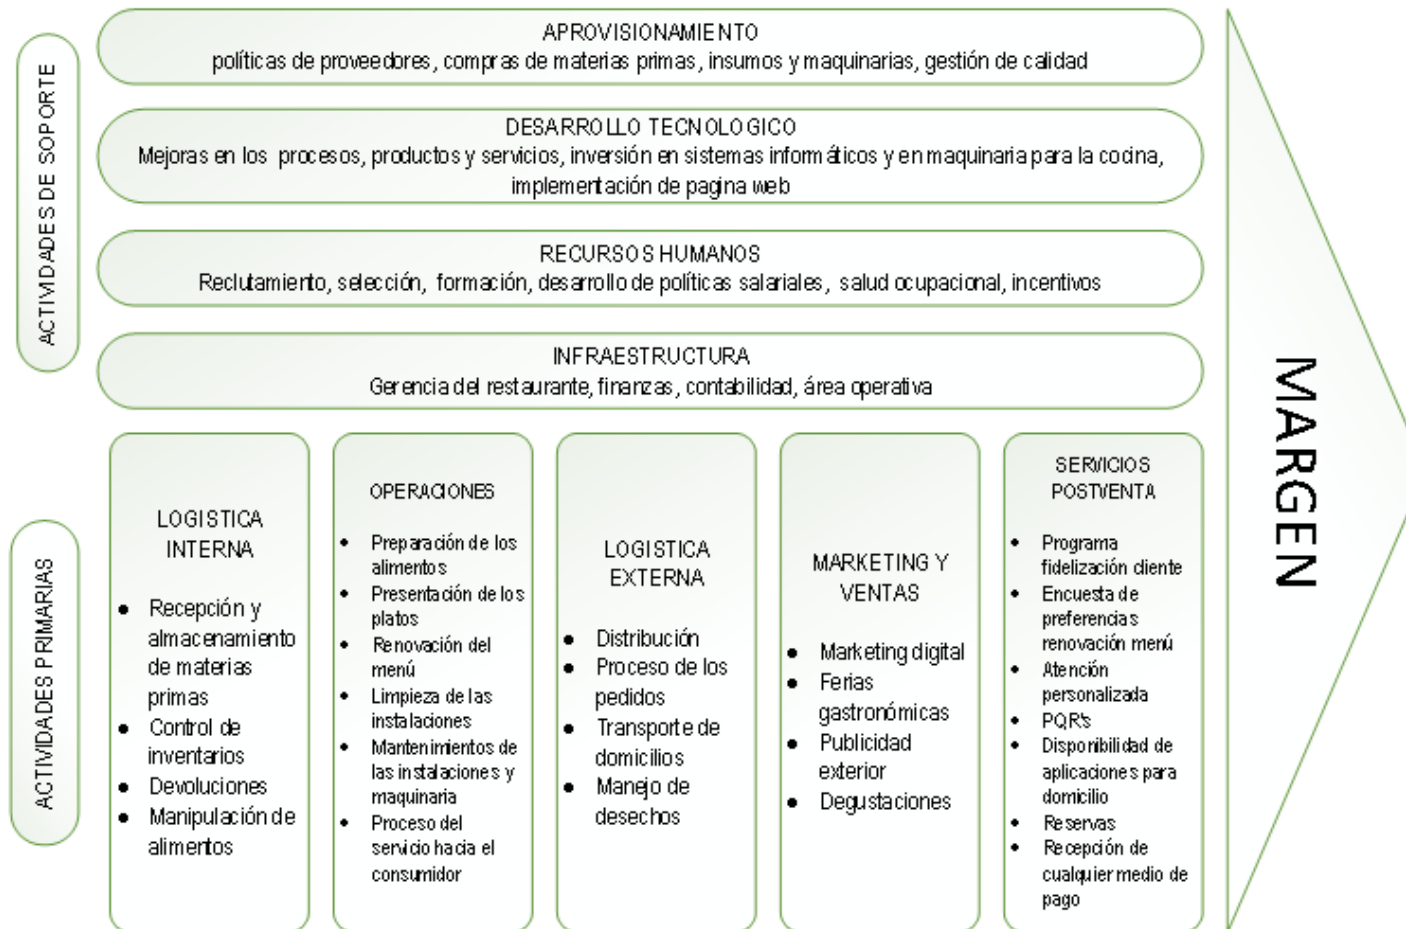 ACTIVIDADES DE SOPORTE
APROVISIONAMIENTO
políticas de proveedores, compras de materias primas, insumos y maquinarias, gestión de calidad
DESARROLLO TECNOLOGICO
Mejoras en los procesos, productos y servicios, inversión en sistemas informáticos y en maquinaria para la cocina,
implementación de pagina web
RECURSOS HUMANOS
Reclutamiento, selección, formación, desarrollo de políticas salariales, salud ocupacional, incentivos
INFRAESTRUCTURA
Gerencia del restaurante, finanzas, contabilidad, área operativa
ACTIVIDADES PRIMARIAS
LOGISTICA
INTERNA
• Recepción y
almacenamiento
de materias
primas
• Control de
inventarios
• Devoluciones
• Manipulación de
alimentos
OPERACIONES
• Preparación de los
alimentos
• Presentación de los
platos
• Renovación del
menú
• Limpieza de las
instalaciones
• Mantenimientos de
las instalaciones y
maquinaria
• Proceso del
servicio hacia el
consumidor
LOGISTICA
EXTERNA
• Distribución
• Proceso de los
pedidos
• Transporte de
domicilios
• Manejo de
desechos
MARKETING Y
VENTAS
• Marketing digital
• Ferias
gastronómicas
• Publicidad
exterior
• Degustaciones
SERVICIOS
POSTVENTA
• Programa
fidelización cliente
• Encuesta de
preferencias
renovación menú
• Atención
personalizada
• PQR's
• Disponibilidad de
aplicaciones para
domicilio
• Reservas
• Recepción de
cualquier medio de
pago
MARGEN